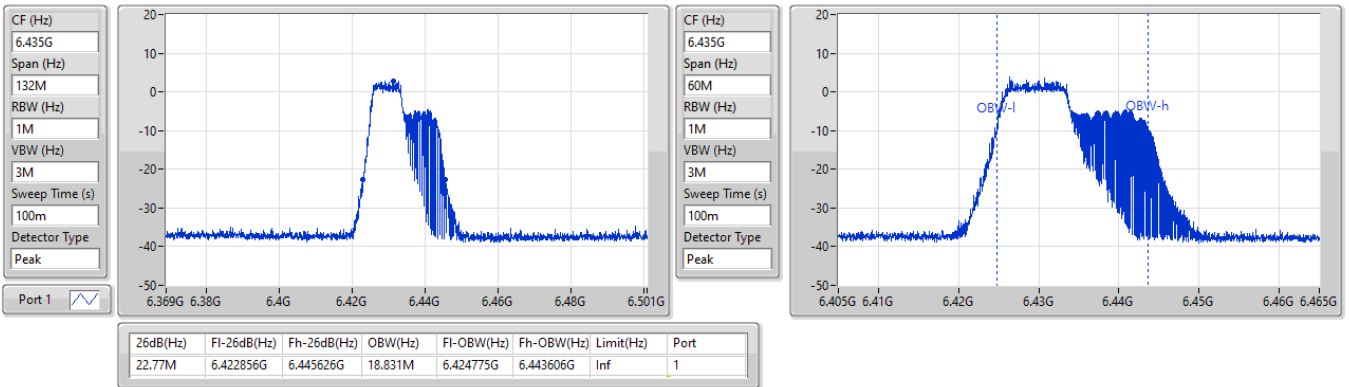 CF (Hz)
6.435G
Span (Hz)
132M
RBW (Hz)
1M
VBW (Hz)
3M
Sweep Time (s)
100m
Detector Type
Peak
Port 1
20
10
0
-10
-20
-30
-40
-50
6.369G 6.38G 6.4G 6.42G 6.44G 6.46G 6.48G 6.501G
CF (Hz)
6.435G
Span (Hz)
60M
RBW (Hz)
1M
VBW (Hz)
3M
Sweep Time (s)
100m
Detector Type
Peak
20
10
0
-10
-20
-30
-40
-50
OBW-l
OBW-h
6.405G 6.41G 6.42G 6.43G 6.44G 6.45G 6.46G 6.465G
26dB(Hz) Fl-26dB(Hz) Fh-26dB(Hz) OBW(Hz) Fl-OBW(Hz) Fh-OBW(Hz) Limit(Hz) Port
22.77M 6.422856G 6.445626G 18.831M 6.424775G 6.443606G Inf 1